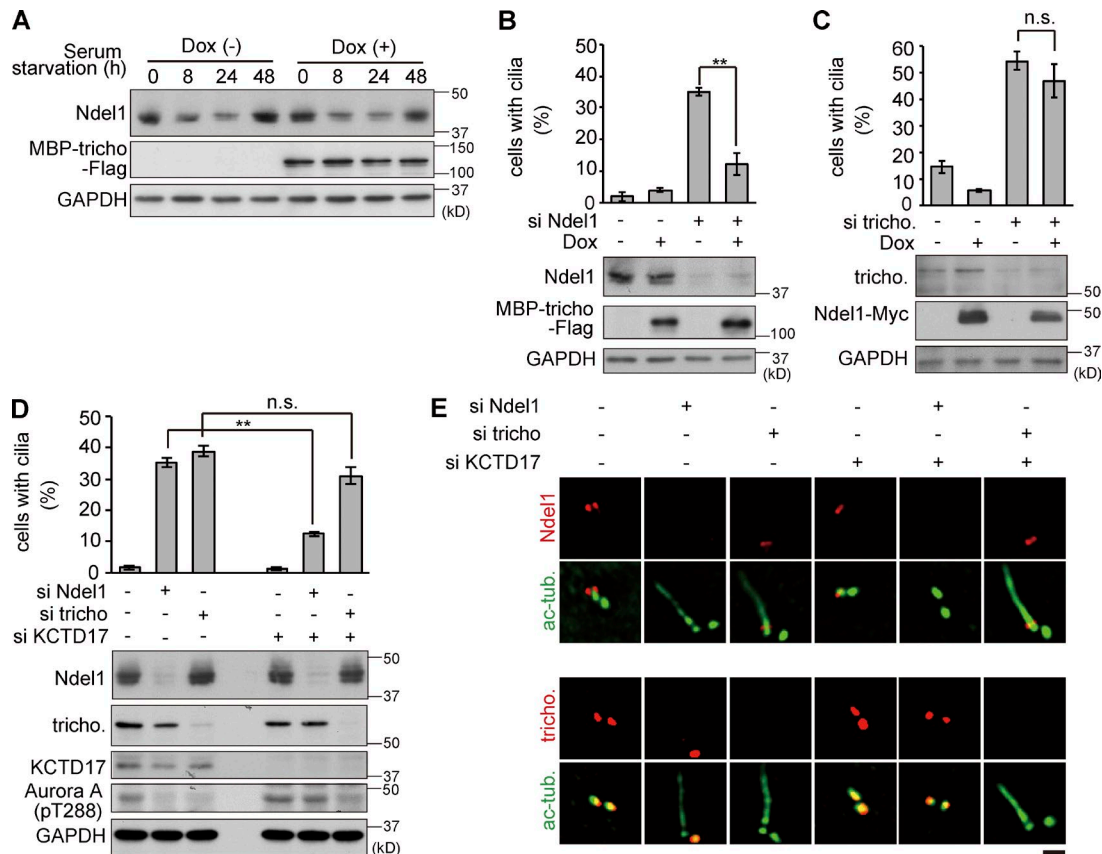 A
Serum starvation (h)
Dox (-) Dox (+)
0 8 24 48 0 8 24 48
Ndel1
50
37
MBP-tricho -Flag
150
100
GAPDH
37
(kD)
B
cells with cilia (%)
40
30
20
10
0
**
si Ndel1 - - + +
Dox - + - +
Ndel1
37
MBP-tricho -Flag
100
GAPDH
37
(kD)
C
cells with cilia (%)
60
50
40
30
20
10
0
n.s.
si tricho. - - + +
Dox - + - +
tricho.
50
Ndel1-Myc
50
GAPDH
37
(kD)
D
cells with cilia (%)
50
40
30
20
10
0
**
n.s.
si Ndel1 - + - - + -
si tricho - - + - - +
si KCTD17 - - - + + +
Ndel1
50
37
tricho.
50
KCTD17
37
Aurora A (pT288)
50
37
GAPDH
37
(kD)
E
si Ndel1 - + - - + -
si tricho - - + - - +
si KCTD17 - - - + + +
Ndel1
ac-tub.
tricho.
ac-tub.